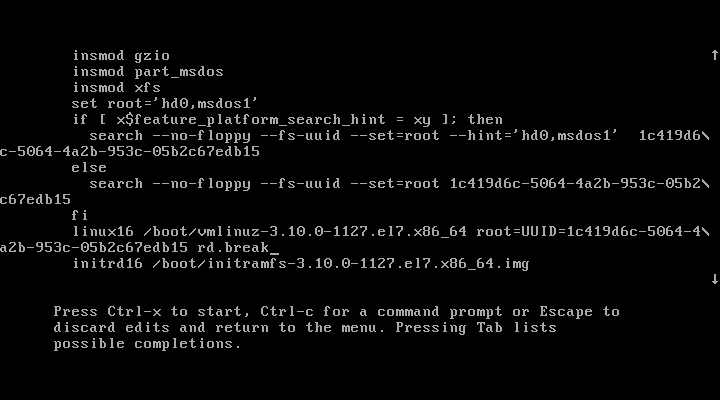 insmod gzio
insmod part_msdos
insmod xfs
set root='hd0,msdos1'
if [ x$feature_platform_search_hint = xy ]; then
search --no-floppy --fs-uuid --set=root --hint='hd0,msdos1'  1c419d6\
c-5064-4a2b-953c-05b2c67edb15
else
search --no-floppy --fs-uuid --set=root 1c419d6c-5064-4a2b-953c-05b2\
c67edb15
fi
linux16 /boot/vmlinuz-3.10.0-1127.el7.x86_64 root=UUID=1c419d6c-5064-4\
a2b-953c-05b2c67edb15 rd.break_
initrd16 /boot/initramfs-3.10.0-1127.el7.x86_64.img
Press Ctrl-x to start, Ctrl-c for a command prompt or Escape to
discard edits and return to the menu. Pressing Tab lists
possible completions.